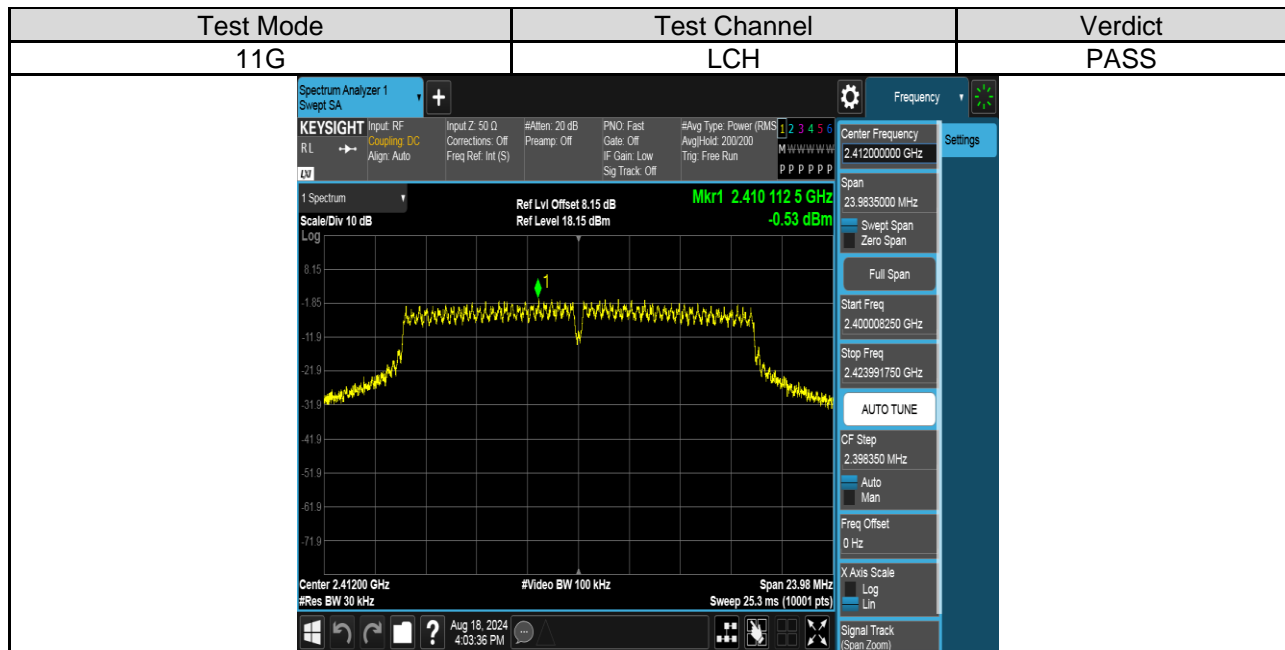 Test Mode Test Channel Verdict
11G LCH PASS
Spectrum Analyzer 1
Swept SA
Frequency
KEYSIGHT
RL
LXI
Input: RF
Coupling: DC
Align: Auto
Input Z: 50 Ω
Corrections: Off
Freq Ref: Int (S)
#Atten: 20 dB
Preamp: Off
PNO: Fast
Gate: Off
IF Gain: Low
Sig Track: Off
#Avg Type: Power (RMS
Avg|Hold: 200/200
Trig: Free Run
1 2 3 4 5 6
M W W W W W
P P P P P P
1 Spectrum
Scale/Div 10 dB
Log
Ref Lvl Offset 8.15 dB
Ref Level 18.15 dBm
Mkr1 2.410 112 5 GHz
-0.53 dBm
1
8.15
-1.85
-11.9
-21.9
-31.9
-41.9
-51.9
-61.9
-71.9
Center 2.41200 GHz
#Video BW 100 kHz
Span 23.98 MHz
#Res BW 30 kHz
Sweep 25.3 ms (10001 pts)
?
Aug 18, 2024
4:03:36 PM
Center Frequency
2.412000000 GHz
Settings
Span
23.9835000 MHz
Swept Span
Zero Span
Full Span
Start Freq
2.400008250 GHz
Stop Freq
2.423991750 GHz
AUTO TUNE
CF Step
2.398350 MHz
Auto
Man
Freq Offset
0 Hz
X Axis Scale
Log
Lin
Signal Track
(Span Zoom)